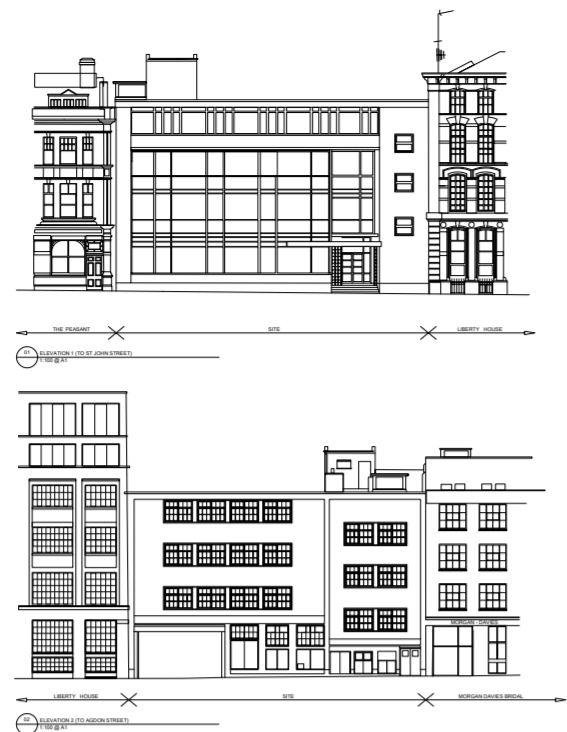 THE PEASANT
SITE
LIBERTY HOUSE
01
ELEVATION 1 (TO ST JOHN STREET)
1:100 @ A1
MORGAN - DAVIES
LIBERTY HOUSE
SITE
MORGAN DAVIES BRIDAL
02
ELEVATION 2 (TO AGDON STREET)
1:100 @ A1